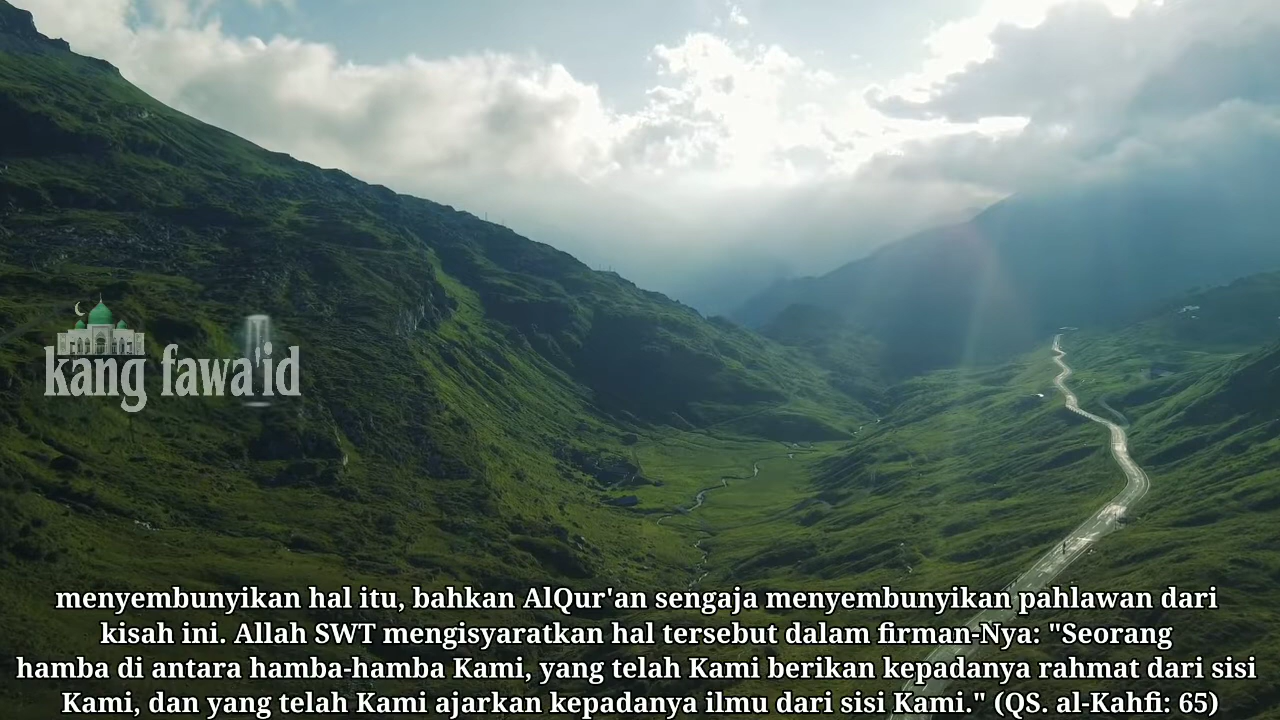 kang fawaid
menyembunyikan hal itu, bahkan AlQur'an sengaja menyembunyikan pahlawan dari
kisah ini. Allah SWT mengisyaratkan hal tersebut dalam firman-Nya: "Seorang
hamba di antara hamba-hamba Kami, yang telah Kami berikan kepadanya rahmat dari sisi
Kami, dan yang telah Kami ajarkan kepadanya ilmu dari sisi Kami." (QS. al-Kahfi: 65)